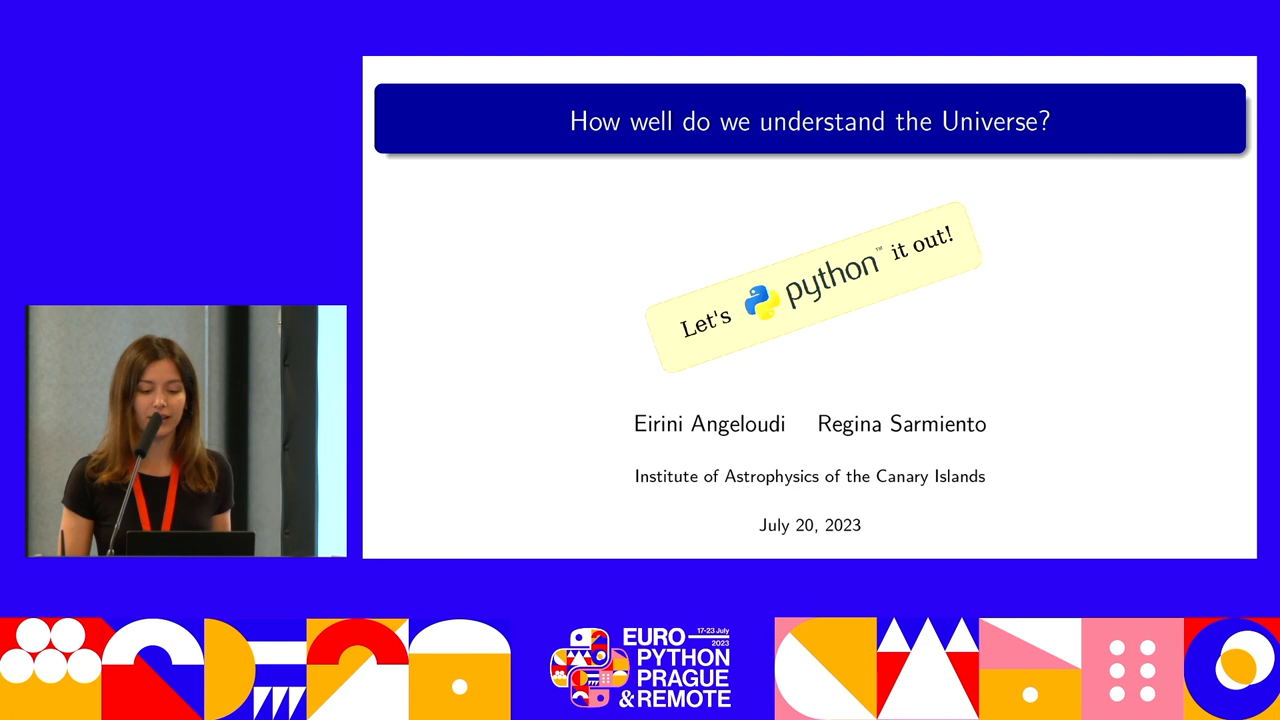 How well do we understand the Universe?
Let's python™ it out!
Eirini Angeloudi Regina Sarmiento
Institute of Astrophysics of the Canary Islands
July 20, 2023
EURO 17-23 July 2023
PYTHON
PRAGUE
& REMOTE